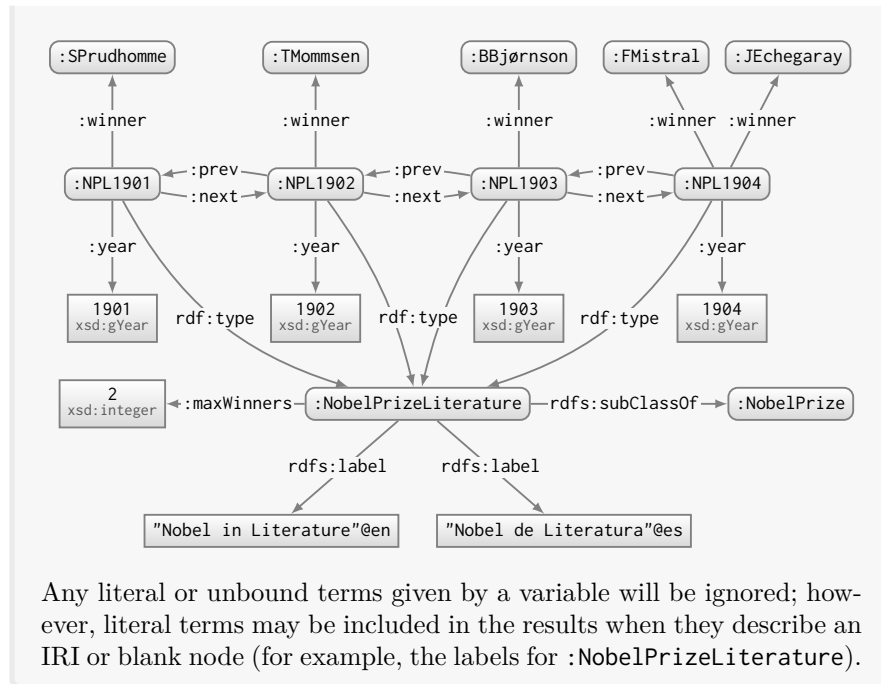 :SPrudhomme :TMommsen :BBjørnson :FMistral :JEchegaray
:winner :winner :winner :winner :winner
:prev :prev :prev
:NPL1901 :NPL1902 :NPL1903 :NPL1904
:next :next :next
:year :year :year :year
1901 1902 1903 1904
xsd:gYear xsd:gYear xsd:gYear xsd:gYear
rdf:type rdf:type rdf:type
2
xsd:integer
:maxWinners :NobelPrizeLiterature rdfs:subClassOf :NobelPrize
rdfs:label rdfs:label
"Nobel in Literature"@en "Nobel de Literatura"@es
Any literal or unbound terms given by a variable will be ignored; how-
ever, literal terms may be included in the results when they describe an
IRI or blank node (for example, the labels for :NobelPrizeLiterature).